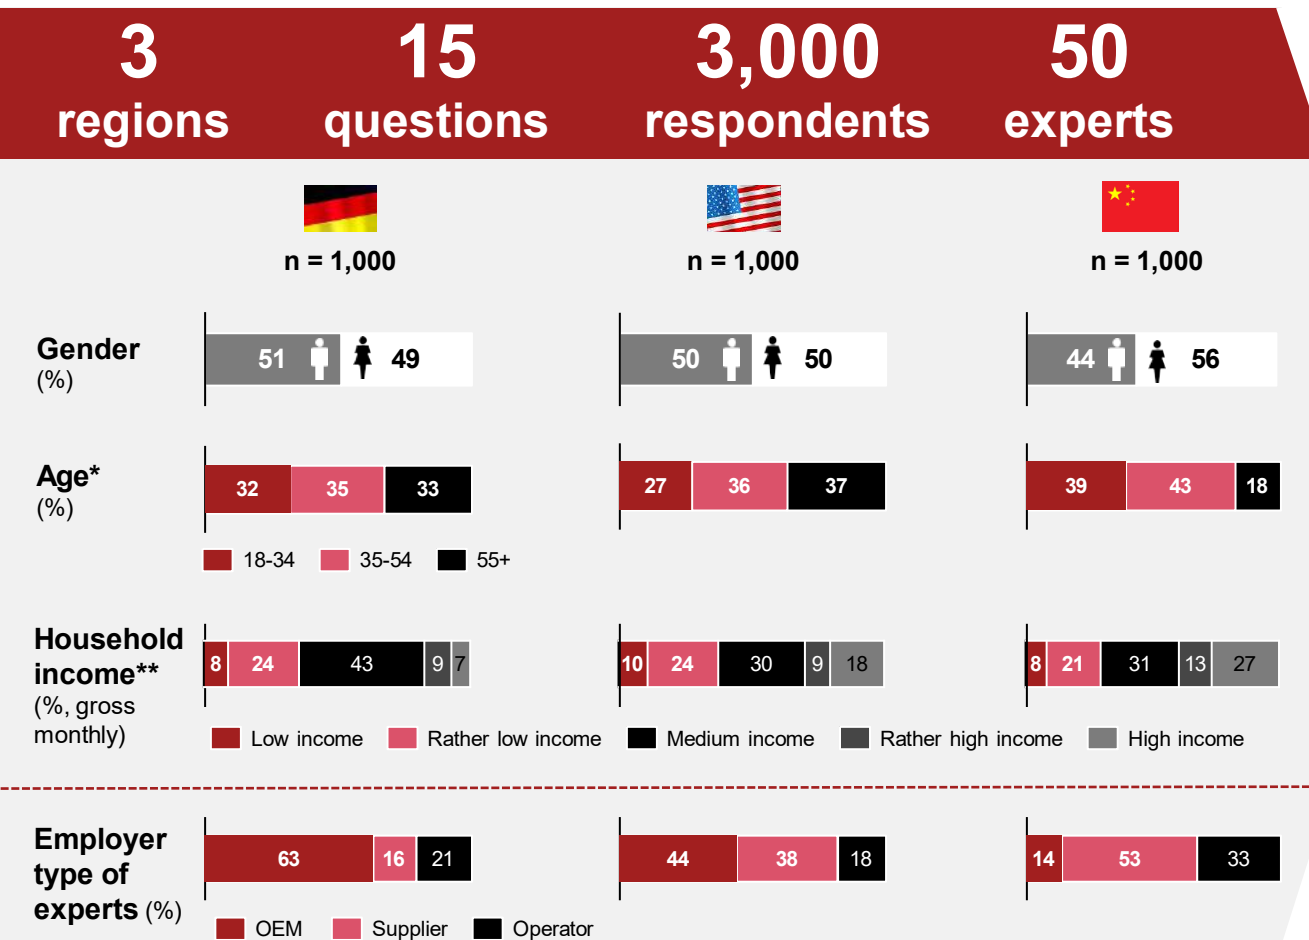 3 15 3,000 50
regions questions respondents experts
n = 1,000 n = 1,000 n = 1,000
Gender
(%)
51 49 50 50 44 56
Age*
(%)
32 35 33 27 36 37 39 43 18
18-34 35-54 55+
Household
income**
(%, gross
monthly)
8 24 43 9 7 10 24 30 9 18 8 21 31 13 27
Low income Rather low income Medium income Rather high income High income
Employer
type of
experts (%)
63 16 21 44 38 18 14 53 33
OEM Supplier Operator